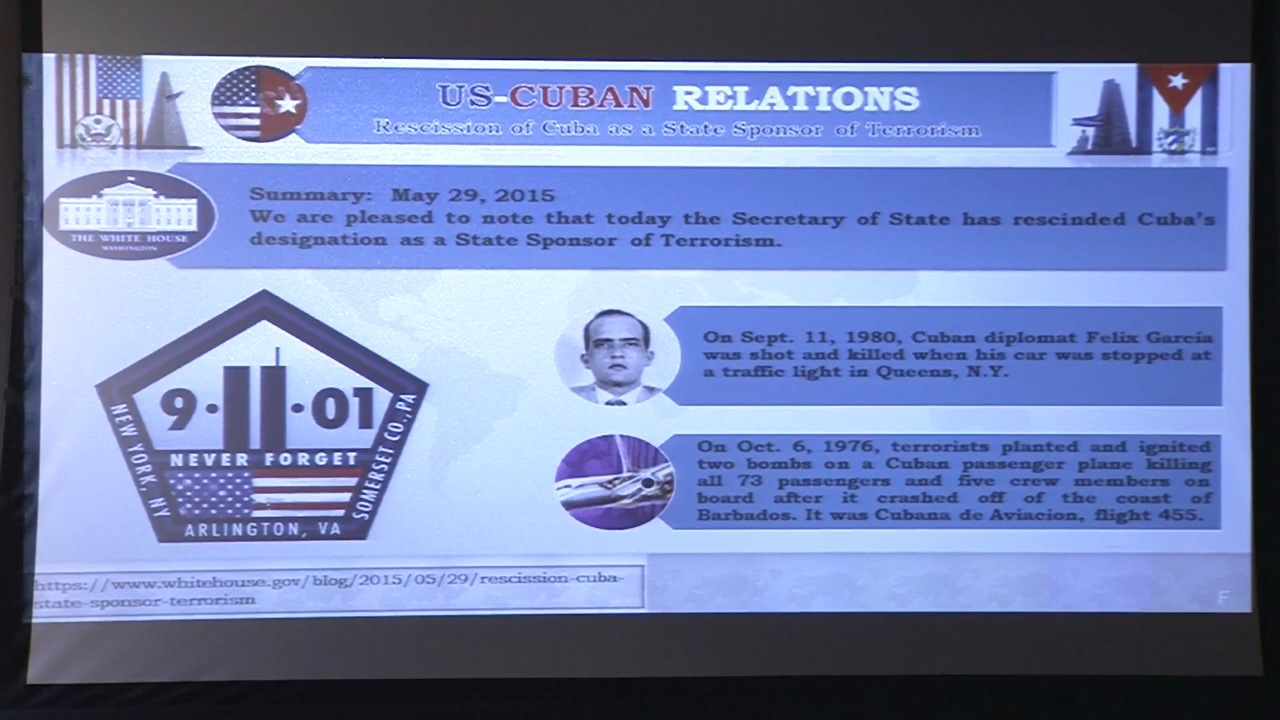 US-CUBAN RELATIONS
Rescission of Cuba as a State Sponsor of Terrorism
THE WHITE HOUSE
WASHINGTON
Summary: May 29, 2015
We are pleased to note that today the Secretary of State has rescinded Cuba's
designation as a State Sponsor of Terrorism.
9·11·01
NEVER FORGET
NEW YORK, NY
ARLINGTON, VA
SOMERSET CO., PA
On Sept. 11, 1980, Cuban diplomat Felix García
was shot and killed when his car was stopped at
a traffic light in Queens, N.Y.
On Oct. 6, 1976, terrorists planted and ignited
two bombs on a Cuban passenger plane killing
all 73 passengers and five crew members on
board after it crashed off of the coast of
Barbados. It was Cubana de Aviacion, flight 455.
https://www.whitehouse.gov/blog/2015/05/29/rescission-cuba-
state-sponsor-terrorism
F